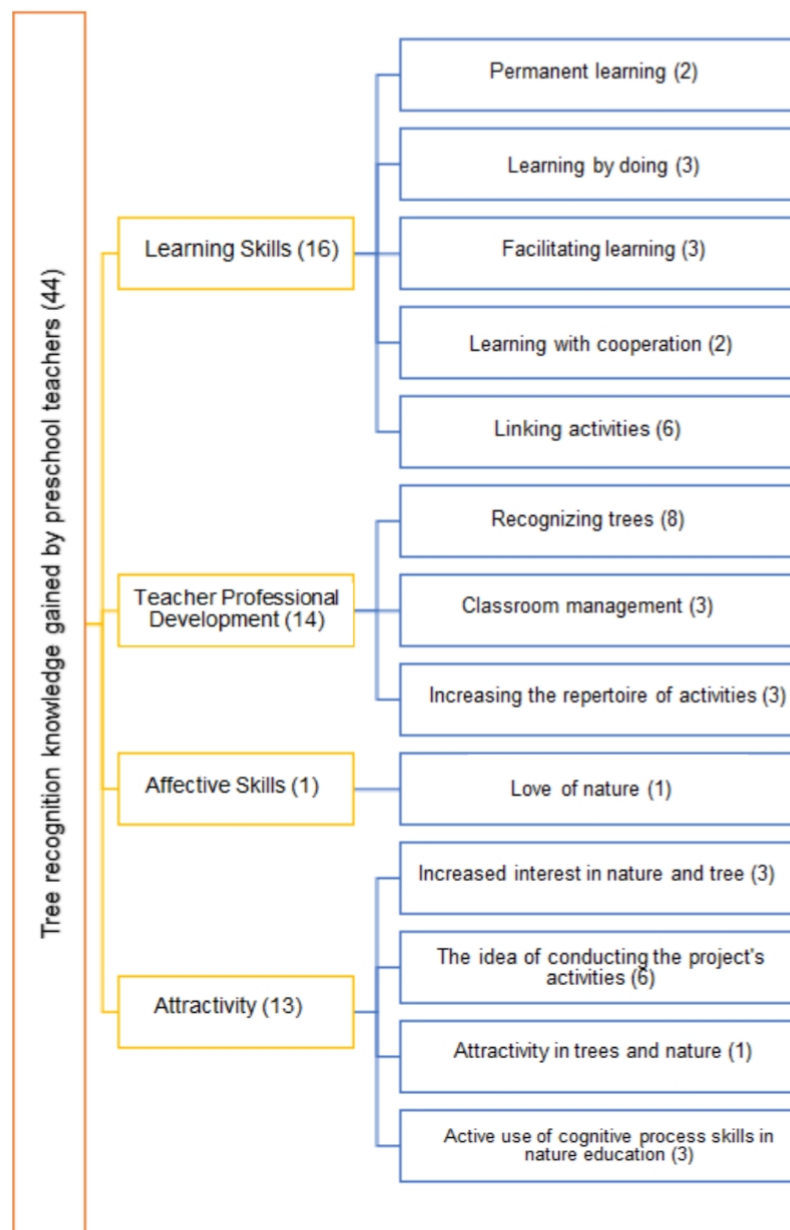 Tree recognition knowledge gained by preschool teachers (44)
Learning Skills (16)
Permanent learning (2)
Learning by doing (3)
Facilitating learning (3)
Learning with cooperation (2)
Linking activities (6)
Teacher Professional
Development (14)
Recognizing trees (8)
Classroom management (3)
Increasing the repertoire of activities (3)
Affective Skills (1)
Love of nature (1)
Attractivity (13)
Increased interest in nature and tree (3)
The idea of conducting the project's
activities (6)
Attractivity in trees and nature (1)
Active use of cognitive process skills in
nature education (3)